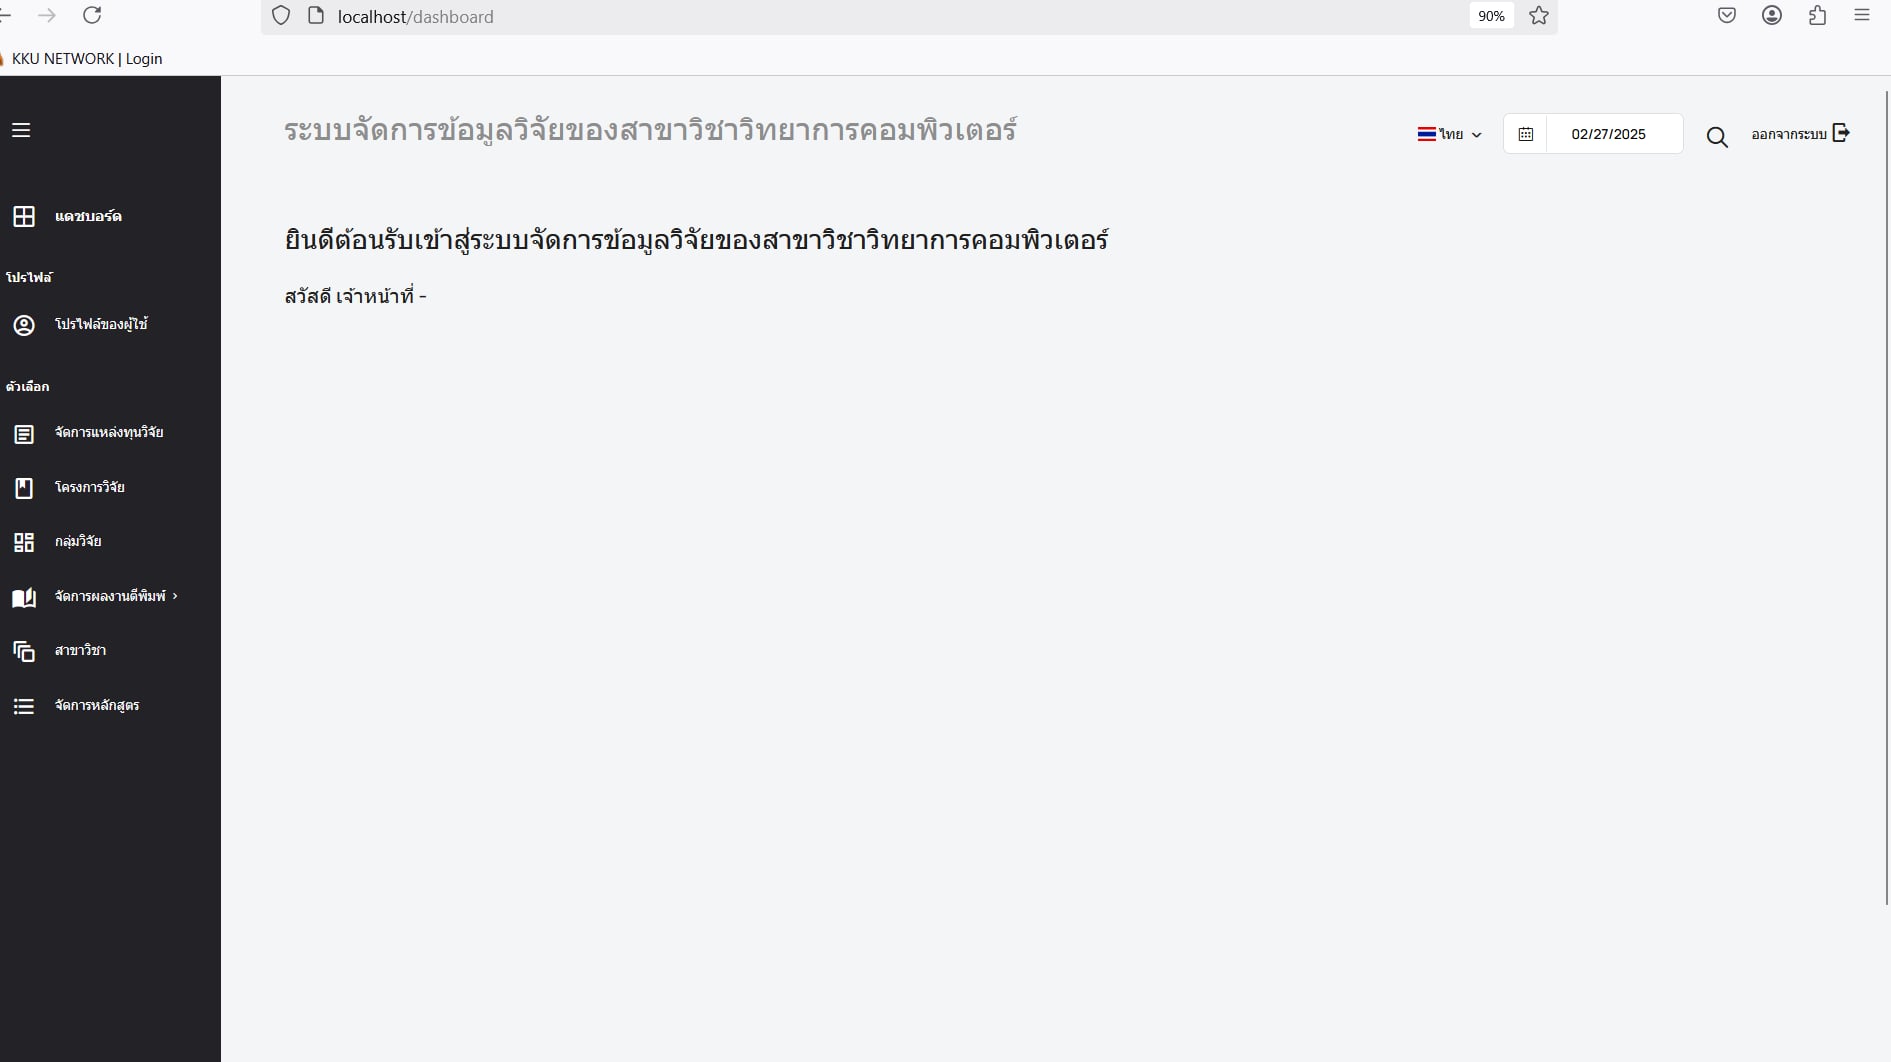 localhost/dashboard
90%
KKU NETWORK | Login
ระบบจัดการข้อมูลวิจัยของสาขาวิชาวิทยาการคอมพิวเตอร์
ไทย
02/27/2025
ออกจากระบบ
แดชบอร์ด
โปรไฟล์
โปรไฟล์ของผู้ใช้
ตัวเลือก
จัดการแหล่งทุนวิจัย
โครงการวิจัย
กลุ่มวิจัย
จัดการผลงานตีพิมพ์
สาขาวิชา
จัดการหลักสูตร
ยินดีต้อนรับเข้าสู่ระบบจัดการข้อมูลวิจัยของสาขาวิชาวิทยาการคอมพิวเตอร์
สวัสดี เจ้าหน้าที่ -